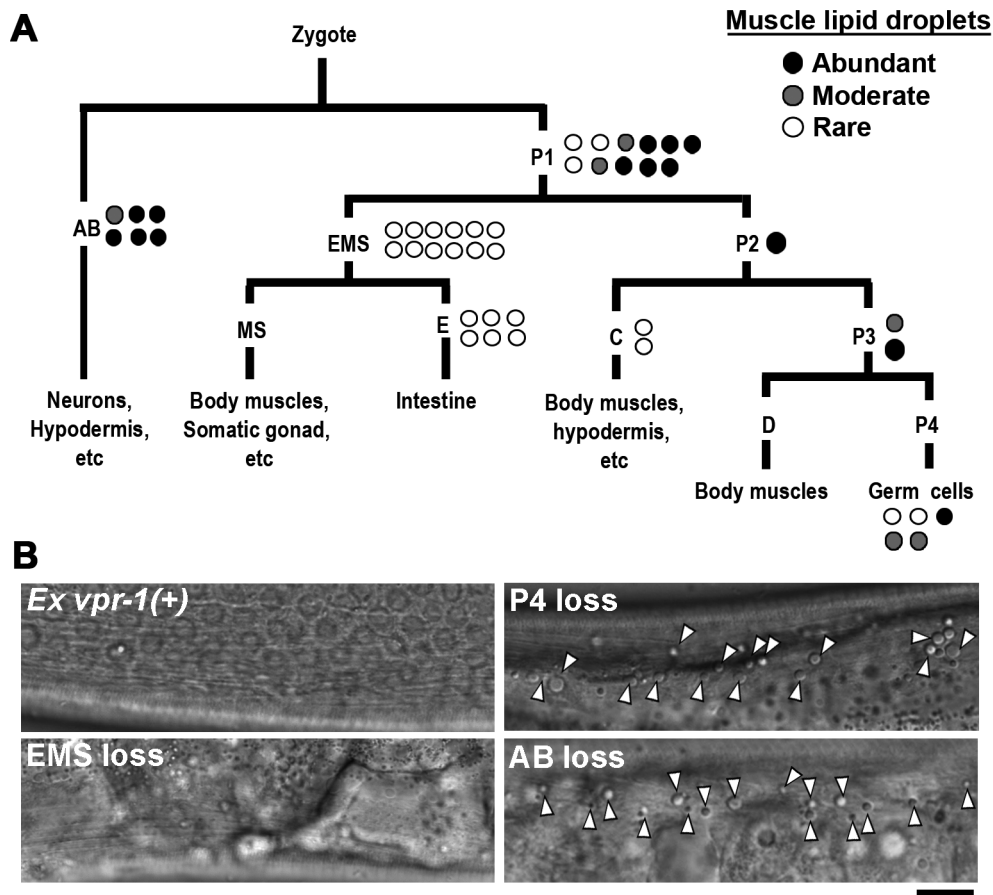 A
Zygote
Muscle lipid droplets
Abundant
Moderate
Rare
P1
AB
EMS
P2
MS
E
C
P3
Neurons,
Hypodermis,
etc
Body muscles,
Somatic gonad,
etc
Intestine
Body muscles,
hypodermis,
etc
D
P4
Body muscles
Germ cells
B
Ex vpr-1(+)
P4 loss
EMS loss
AB loss